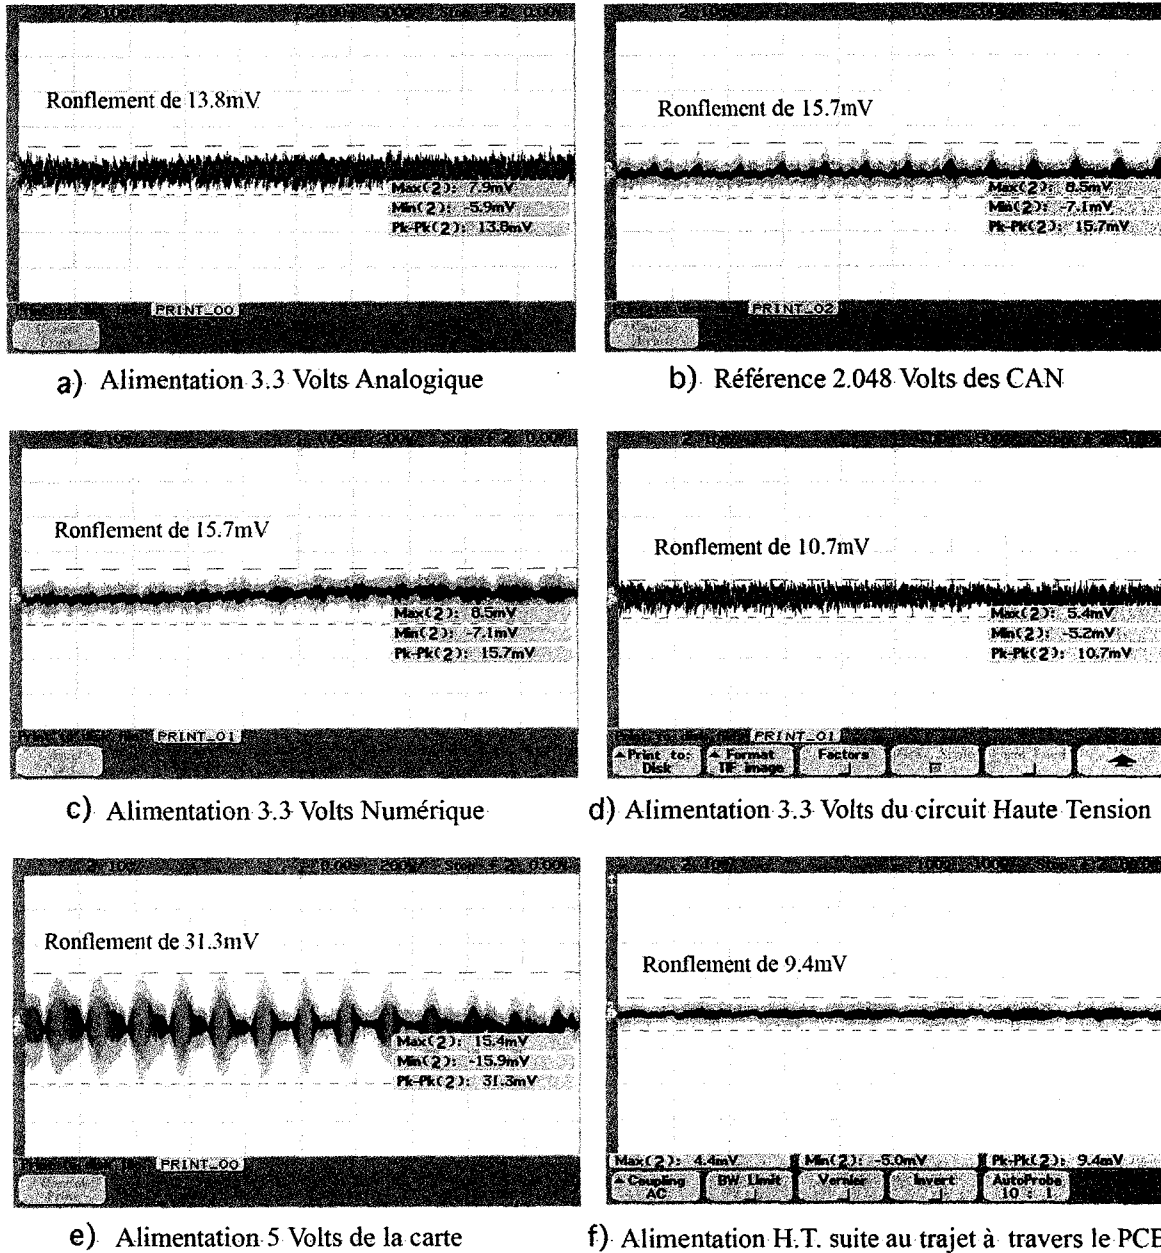 Ronflement de 13.8mV
Max(2): 7.9mV
Min(2): -5.9mV
Pk-Pk(2): 13.8mV
PRINT_00
a) Alimentation 3.3 Volts Analogique
Ronflement de 15.7mV
Max(2): 8.5mV
Min(2): -7.1mV
Pk-Pk(2): 15.7mV
PRINT_02
b) Référence 2.048 Volts des CAN
Ronflement de 15.7mV
Max(2): 8.5mV
Min(2): -7.1mV
Pk-Pk(2): 15.7mV
PRINT_01
c) Alimentation 3.3 Volts Numérique
Ronflement de 10.7mV
Max(2): 5.4mV
Min(2): -5.2mV
Pk-Pk(2): 10.7mV
PRINT_01
Print to: Disk
Format TIF image
Factors
d) Alimentation 3.3 Volts du circuit Haute Tension
Ronflement de 31.3mV
Max(2): 15.4mV
Min(2): -15.9mV
Pk-Pk(2): 31.3mV
PRINT_00
e) Alimentation 5 Volts de la carte
Ronflement de 9.4mV
Max(2): 4.4mV
Min(2): -5.0mV
Pk-Pk(2): 9.4mV
Coupling AC
BW Limit
Vernier
Invert
AutoProbe 10 : 1
f) Alimentation H.T. suite au trajet à travers le PCB